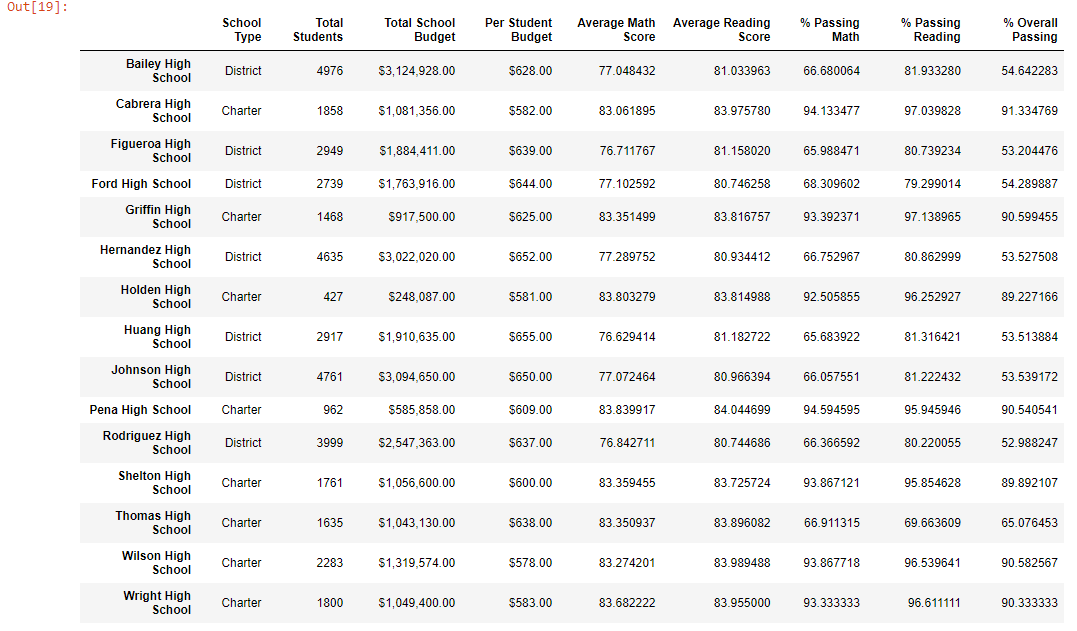 Out[19]:
School Type Total Students Total School Budget Per Student Budget Average Math Score Average Reading Score % Passing Math % Passing Reading % Overall Passing
Bailey High School District 4976 $3,124,928.00 $628.00 77.048432 81.033963 66.680064 81.933280 54.642283
Cabrera High School Charter 1858 $1,081,356.00 $582.00 83.061895 83.975780 94.133477 97.039828 91.334769
Figueroa High School District 2949 $1,884,411.00 $639.00 76.711767 81.158020 65.988471 80.739234 53.204476
Ford High School District 2739 $1,763,916.00 $644.00 77.102592 80.746258 68.309602 79.299014 54.289887
Griffin High School Charter 1468 $917,500.00 $625.00 83.351499 83.816757 93.392371 97.138965 90.599455
Hernandez High School District 4635 $3,022,020.00 $652.00 77.289752 80.934412 66.752967 80.862999 53.527508
Holden High School Charter 427 $248,087.00 $581.00 83.803279 83.814988 92.505855 96.252927 89.227166
Huang High School District 2917 $1,910,635.00 $655.00 76.629414 81.182722 65.683922 81.316421 53.513884
Johnson High School District 4761 $3,094,650.00 $650.00 77.072464 80.966394 66.057551 81.222432 53.539172
Pena High School Charter 962 $585,858.00 $609.00 83.839917 84.044699 94.594595 95.945946 90.540541
Rodriguez High School District 3999 $2,547,363.00 $637.00 76.842711 80.744686 66.366592 80.220055 52.988247
Shelton High School Charter 1761 $1,056,600.00 $600.00 83.359455 83.725724 93.867121 95.854628 89.892107
Thomas High School Charter 1635 $1,043,130.00 $638.00 83.350937 83.896082 66.911315 69.663609 65.076453
Wilson High School Charter 2283 $1,319,574.00 $578.00 83.274201 83.989488 93.867718 96.539641 90.582567
Wright High School Charter 1800 $1,049,400.00 $583.00 83.682222 83.955000 93.333333 96.611111 90.333333